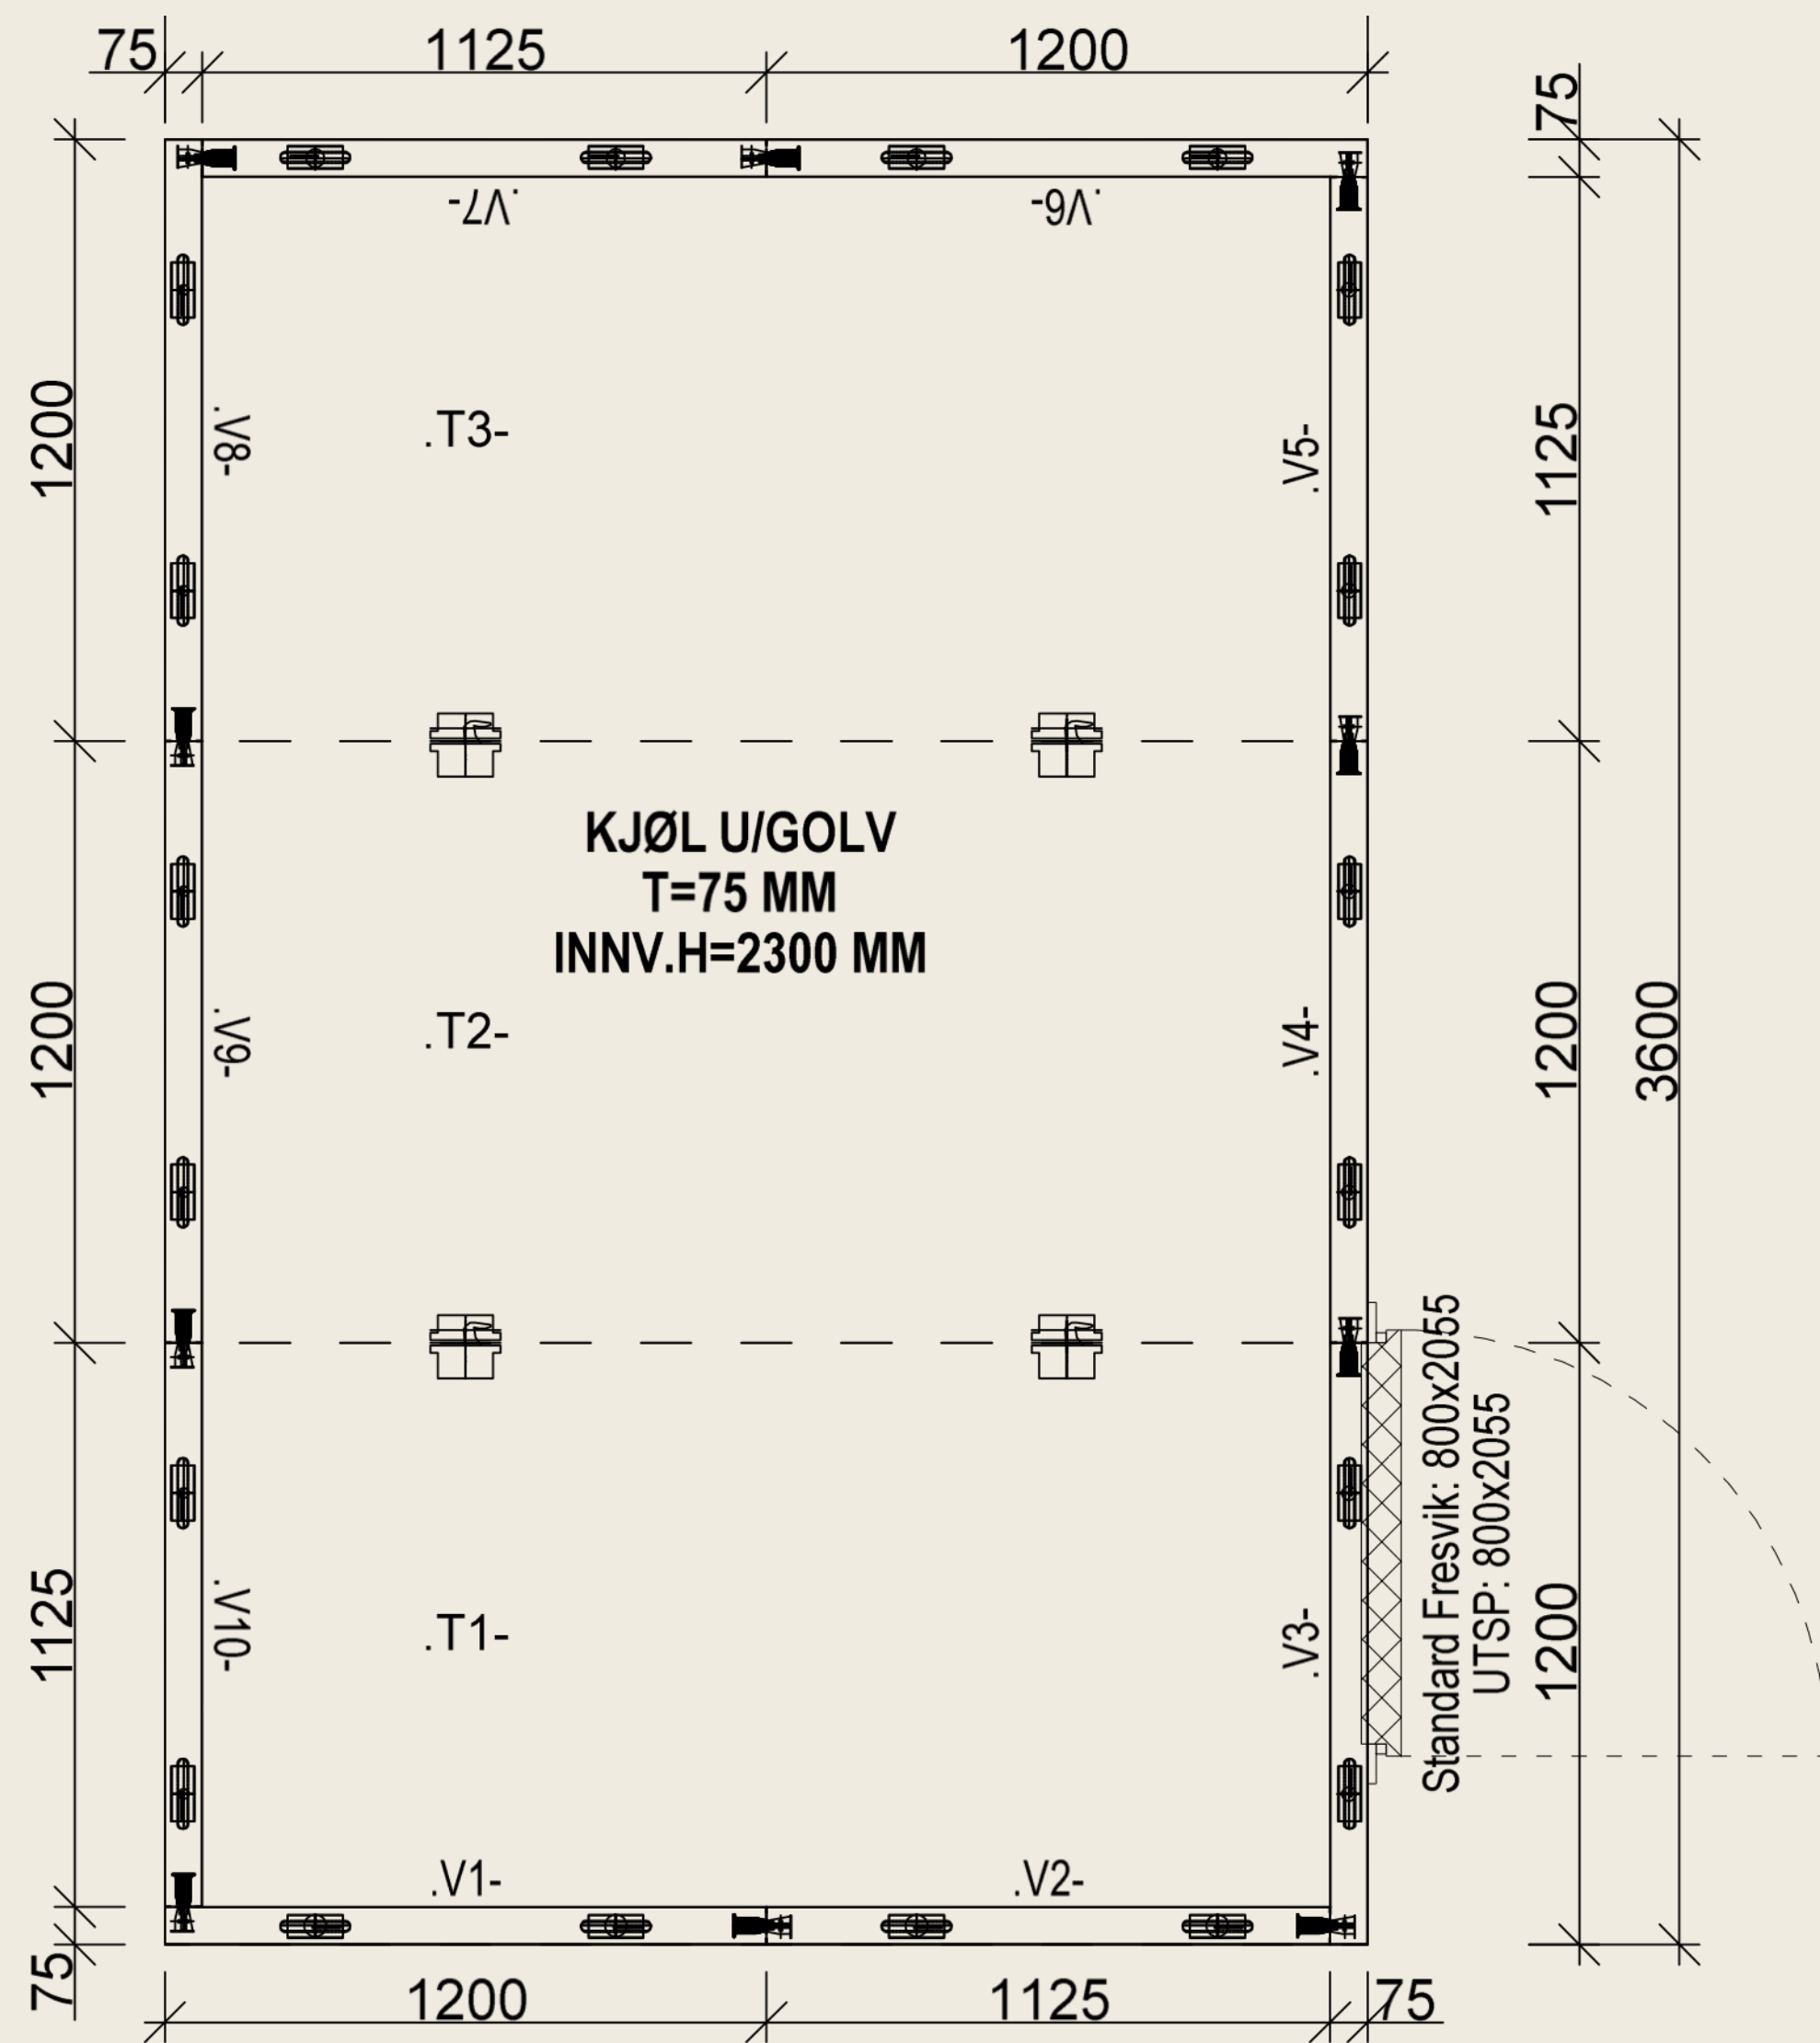 75
1125
1200
75
.V7-
.V6-
1200
.V8-
.T3-
.V5-
1125
KJØL U/GOLV
T=75 MM
INNV.H=2300 MM
1200
.V9-
.T2-
.V4-
1200
3600
Standard Fresvik: 800x2055
UTSP: 800x2055
1125
.V10-
.T1-
.V3-
1200
.V1-
.V2-
75
1200
1125
75